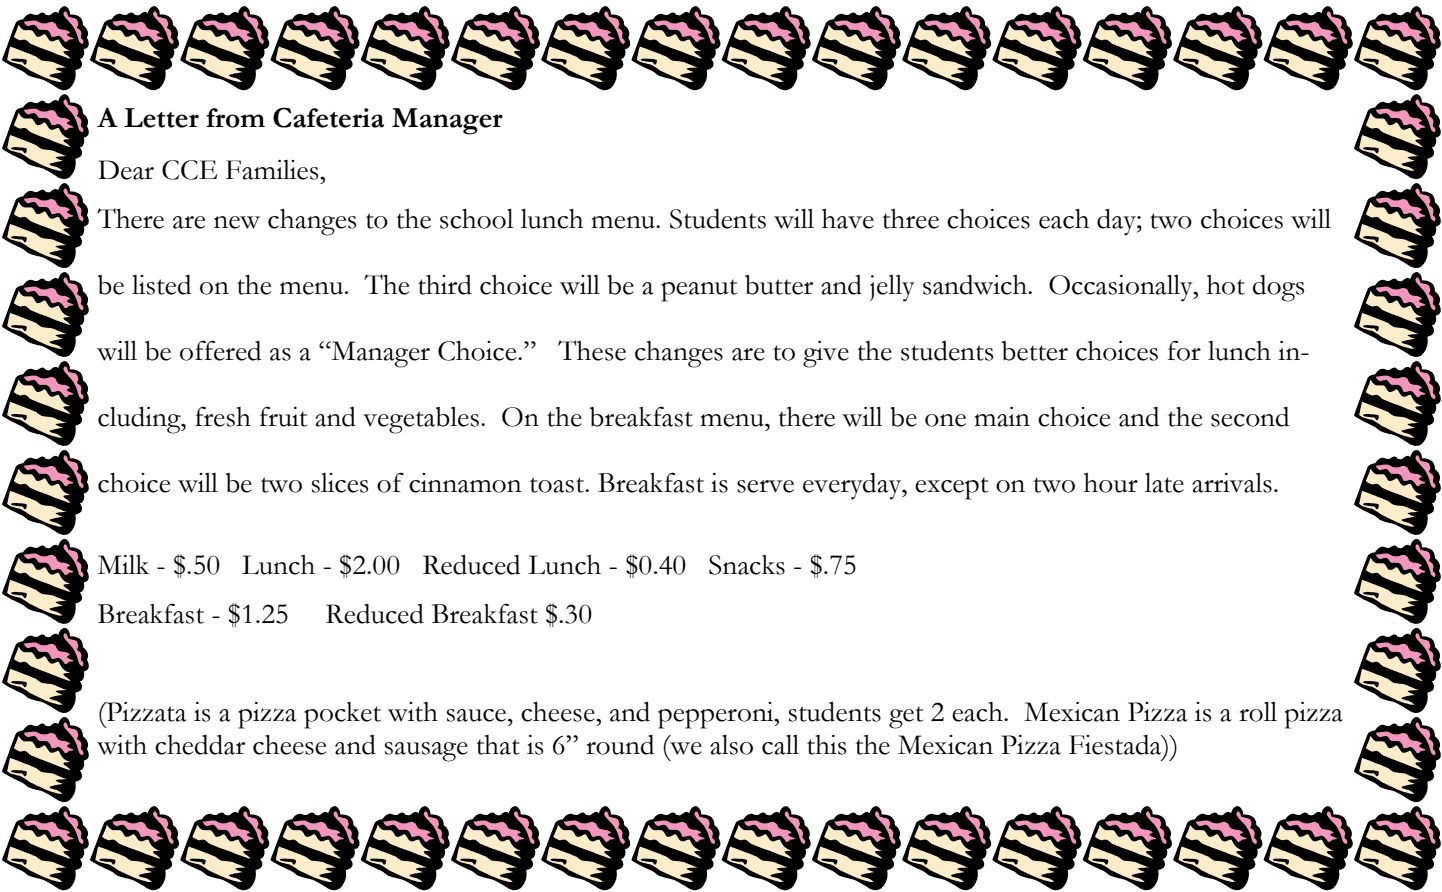 A Letter from Cafeteria Manager
Dear CCE Families,
There are new changes to the school lunch menu. Students will have three choices each day; two choices will
be listed on the menu.  The third choice will be a peanut butter and jelly sandwich.  Occasionally, hot dogs
will be offered as a “Manager Choice.”   These changes are to give the students better choices for lunch in-
cluding, fresh fruit and vegetables.  On the breakfast menu, there will be one main choice and the second
choice will be two slices of cinnamon toast. Breakfast is serve everyday, except on two hour late arrivals.
Milk - $.50   Lunch - $2.00   Reduced Lunch - $0.40   Snacks - $.75
Breakfast - $1.25     Reduced Breakfast $.30
(Pizzata is a pizza pocket with sauce, cheese, and pepperoni, students get 2 each.  Mexican Pizza is a roll pizza
with cheddar cheese and sausage that is 6” round (we also call this the Mexican Pizza Fiestada))